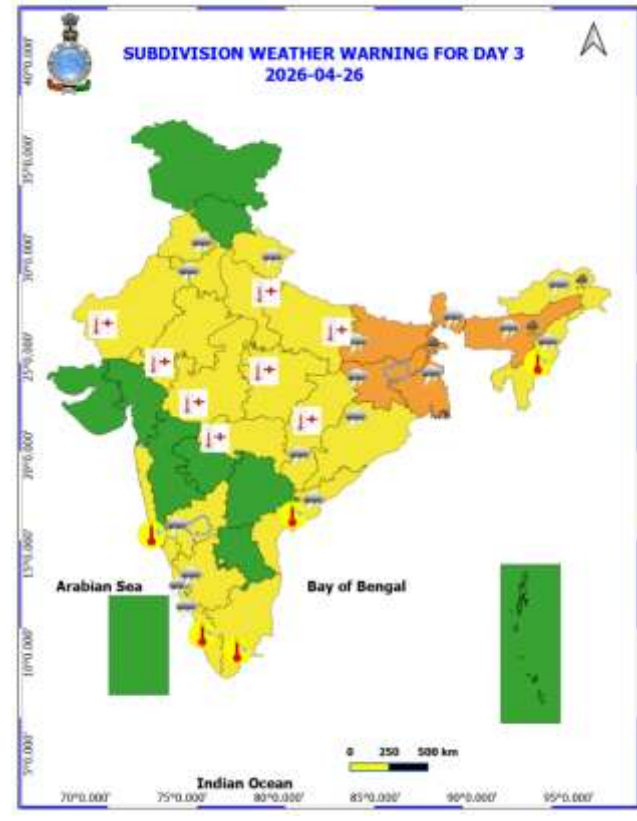 SUBDIVISION WEATHER WARNING FOR DAY 3
2026-04-26
40°0.000'
35°0.000'
30°0.000'
25°0.000'
20°0.000'
15°0.000'
10°0.000'
5°0.000'
Arabian Sea
Bay of Bengal
0 250 500 km
Indian Ocean
70°0.000' 75°0.000' 80°0.000' 85°0.000' 90°0.000' 95°0.000'